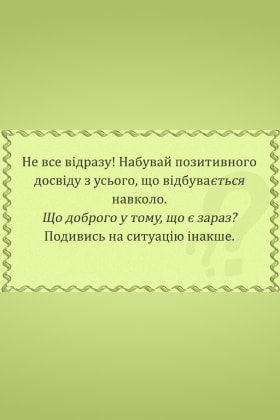 Не все відразу! Набувай позитивного
досвіду з усього, що відбувається
навколо.
Що доброго у тому, що є зараз?
Подивись на ситуацію інакше.